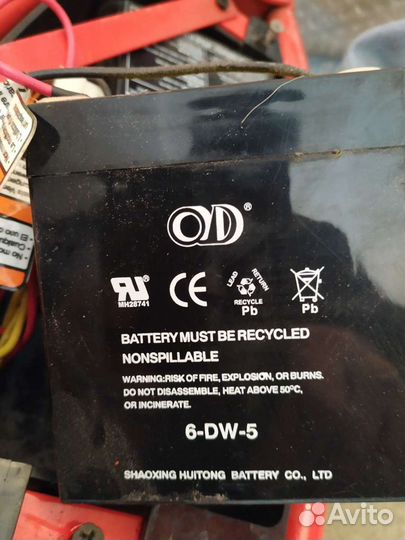 OD®
LEAD RETURN
RECYCLE
Pb
Pb
MH28741
CE
BATTERY MUST BE RECYCLED
NONSPILLABLE
WARNING:RISK OF FIRE, EXPLOSION, OR BURNS.
DO NOT DISASSEMBLE, HEAT ABOVE 50°C,
OR INCINERATE.
6-DW-5
SHAOXING HUITONG BATTERY CO., LTD
Avito